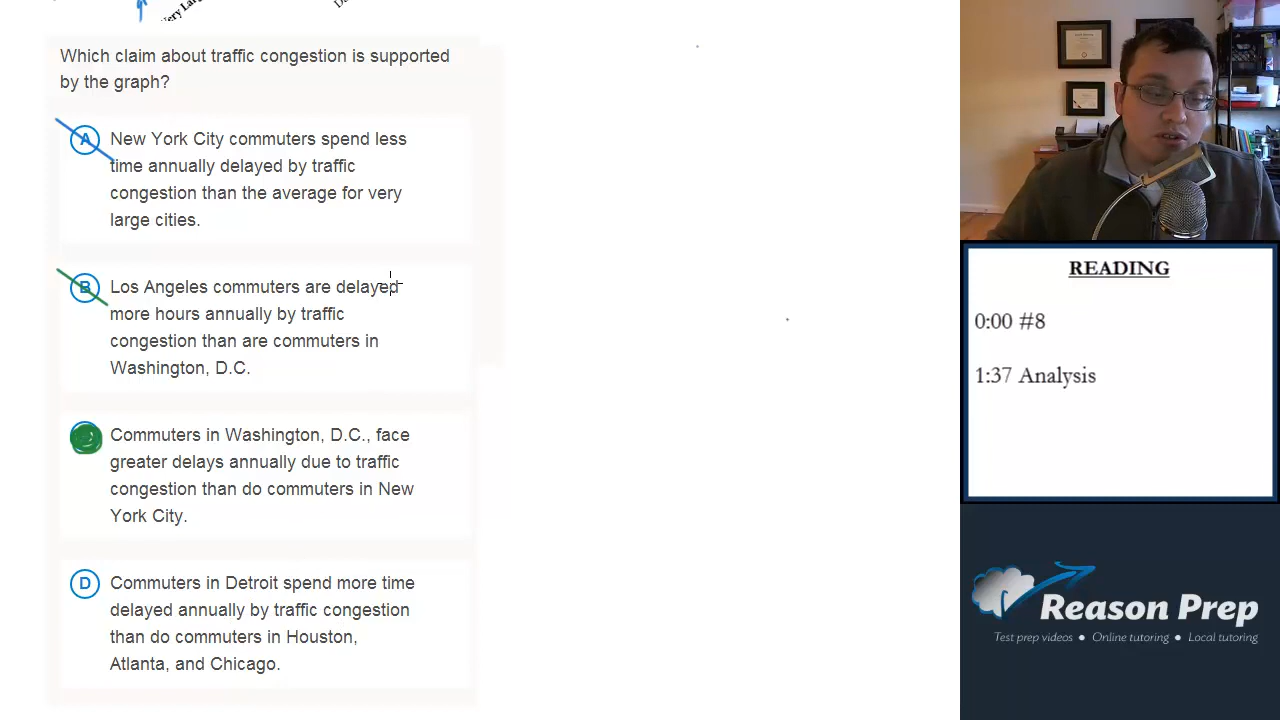 Which claim about traffic congestion is supported
by the graph?
A New York City commuters spend less
time annually delayed by traffic
congestion than the average for very
large cities.
B Los Angeles commuters are delayed
more hours annually by traffic
congestion than are commuters in
Washington, D.C.
Commuters in Washington, D.C., face
greater delays annually due to traffic
congestion than do commuters in New
York City.
D Commuters in Detroit spend more time
delayed annually by traffic congestion
than do commuters in Houston,
Atlanta, and Chicago.
READING
0:00 #8
1:37 Analysis
Reason Prep
Test prep videos ● Online tutoring ● Local tutoring